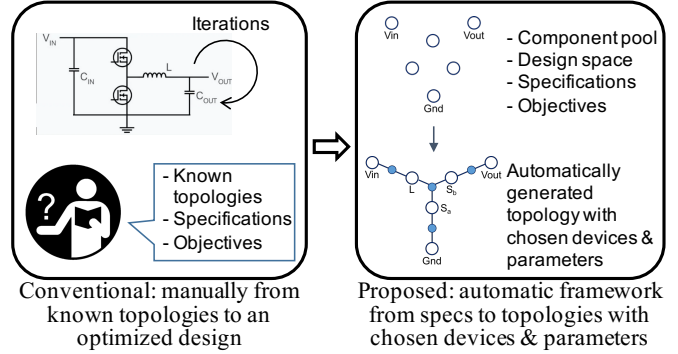 Iterations
V_IN
C_IN
L
V_OUT
C_OUT
?
- Known
topologies
- Specifications
- Objectives
Conventional: manually from
known topologies to an
optimized design
Vin
Vout
Gnd
- Component pool
- Design space
- Specifications
- Objectives
Vin
L
S_b
Vout
S_a
Gnd
Automatically
generated
topology with
chosen devices &
parameters
Proposed: automatic framework
from specs to topologies with
chosen devices & parameters